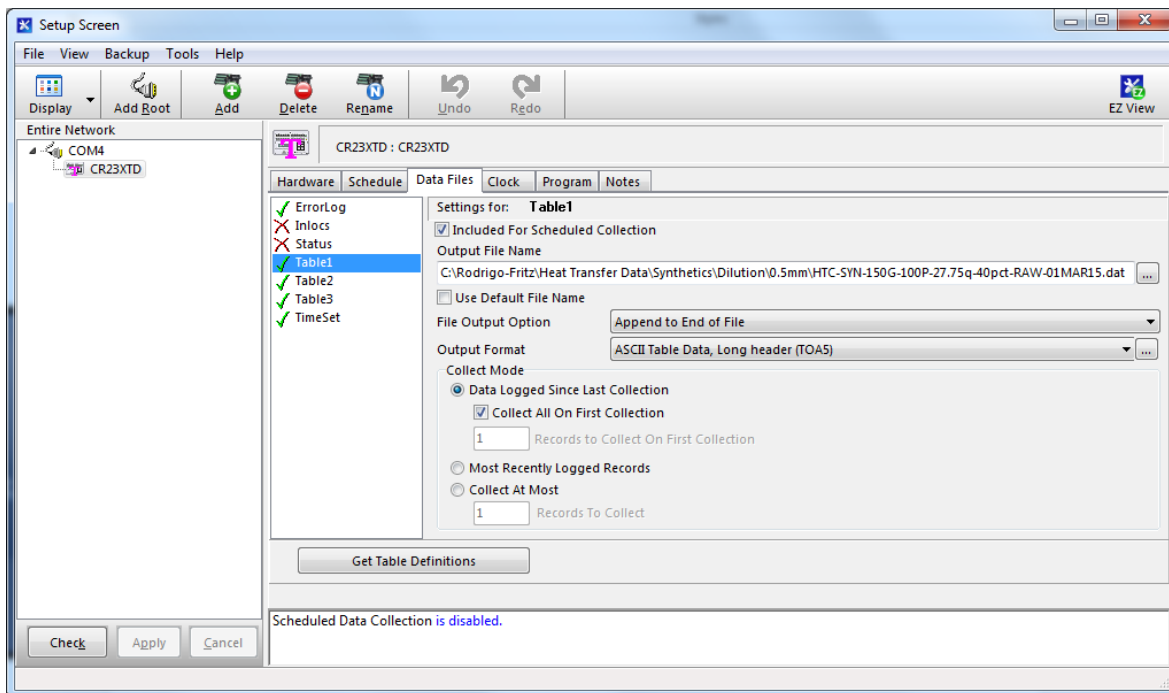 Setup Screen
File View Backup Tools Help
Display Add Root Add Delete Rename Undo Redo EZ View
Entire Network
COM4
CR23XTD
CR23XTD : CR23XTD
Hardware Schedule Data Files Clock Program Notes
ErrorLog
Inlocs
Status
Table1
Table2
Table3
TimeSet
Settings for: Table1
Included For Scheduled Collection
Output File Name
C:\Rodrigo-Fritz\Heat Transfer Data\Synthetics\Dilution\0.5mm\HTC-SYN-150G-100P-27.75q-40pct-RAW-01MAR15.dat ...
Use Default File Name
File Output Option Append to End of File
Output Format ASCII Table Data, Long header (TOA5) ...
Collect Mode
Data Logged Since Last Collection
Collect All On First Collection
1 Records to Collect On First Collection
Most Recently Logged Records
Collect At Most
1 Records To Collect
Get Table Definitions
Scheduled Data Collection is disabled.
Check Apply Cancel